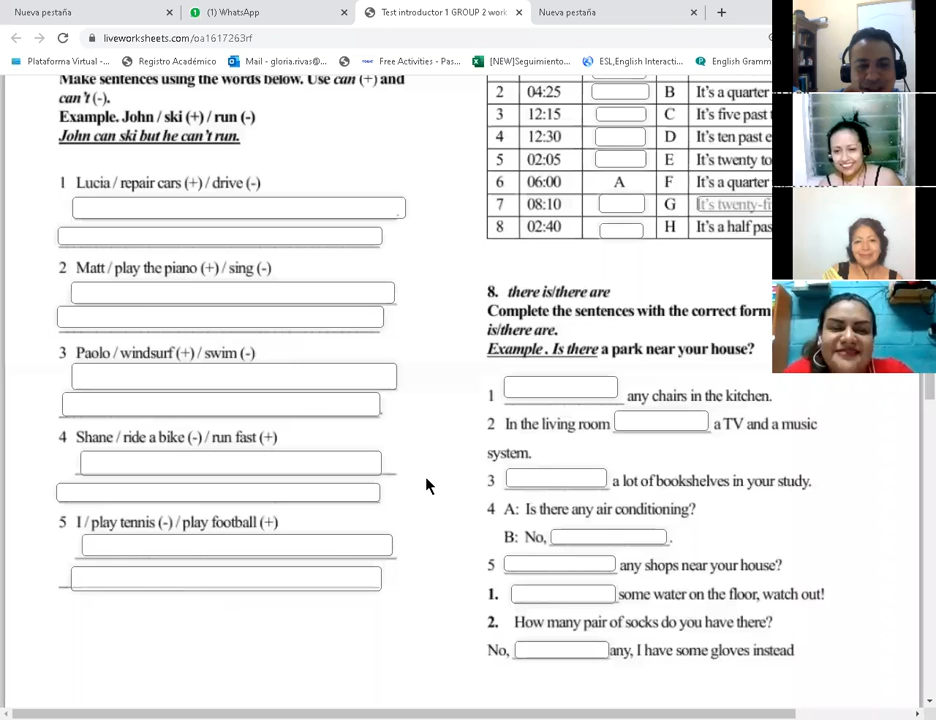 Nueva pestaña
(1) WhatsApp
Test introductor 1 GROUP 2 work
Nueva pestaña
liveworksheets.com/oa1617263rf
Plataforma Virtual -...
Registro Académico
Mail - gloria.rivas@...
Free Activities - Pas...
[NEW]Seguimiento...
ESL,English Interacti...
English Gramm
Make sentences using the words below. Use can (+) and
can't (-).
Example. John / ski (+) / run (-)
John can ski but he can't run.
1 Lucia / repair cars (+) / drive (-)
2 Matt / play the piano (+) / sing (-)
3 Paolo / windsurf (+) / swim (-)
4 Shane / ride a bike (-) / run fast (+)
5 I / play tennis (-) / play football (+)
2 04:25 B It's a quarter
3 12:15 C It's five past
4 12:30 D It's ten past e
5 02:05 E It's twenty to
6 06:00 A F It's a quarter
7 08:10 G It's twenty-fi
8 02:40 H It's a half pas
8. there is/there are
Complete the sentences with the correct form
is/there are.
Example. Is there a park near your house?
1 any chairs in the kitchen.
2 In the living room a TV and a music
system.
3 a lot of bookshelves in your study.
4 A: Is there any air conditioning?
B: No, .
5 any shops near your house?
1. some water on the floor, watch out!
2. How many pair of socks do you have there?
No, any, I have some gloves instead